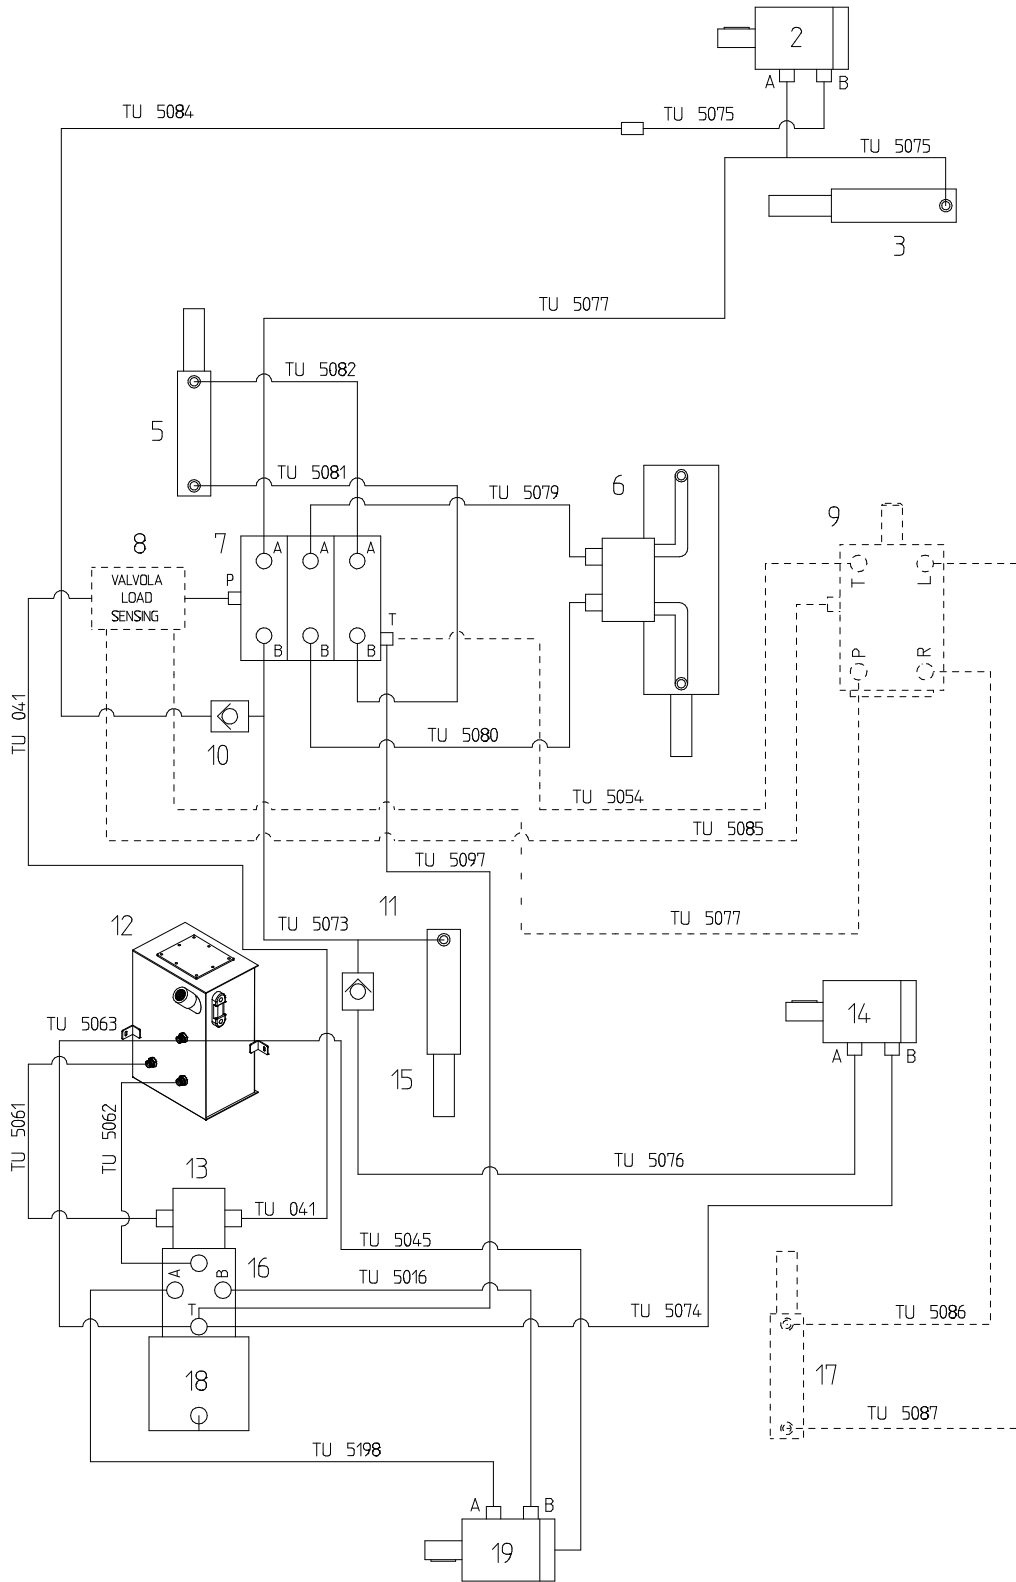 2
A B
TU 5084
TU 5075
TU 5075
3
TU 5077
TU 5082
5
TU 5081
6
TU 5079
9
7
8
A A A
T L
VALVOLA
LOAD
SENSING
P
T
B B B
P R
TU 041
TU 5080
10
TU 5054
TU 5085
TU 5097
11
TU 5073
TU 5077
12
14
TU 5063
A B
15
TU 5061
TU 5062
TU 5076
13
TU 041
TU 5045
16
A B
TU 5016
T
TU 5074
TU 5086
17
18
TU 5087
TU 5198
A B
19